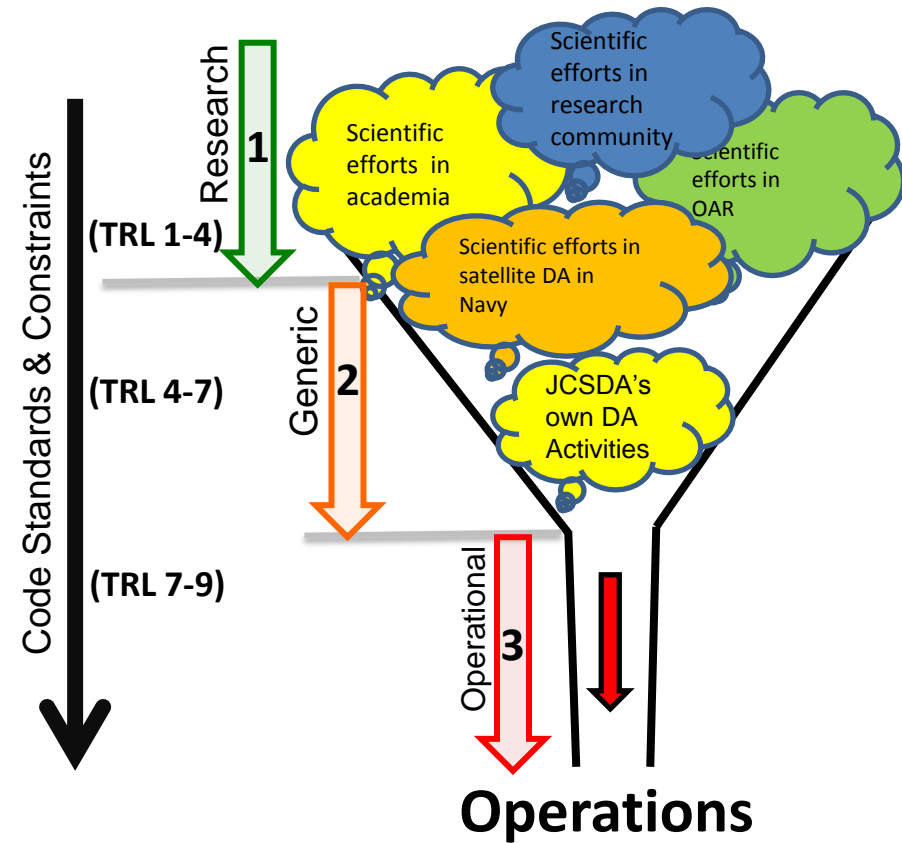 Code Standards & Constraints
Research
1
(TRL 1-4)
Generic
2
(TRL 4-7)
Operational
3
(TRL 7-9)
Scientific
efforts in
research
community
Scientific
efforts in
academia
Scientific
efforts in
OAR
Scientific efforts in
satellite DA in
Navy
JCSDA's
own DA
Activities
Operations